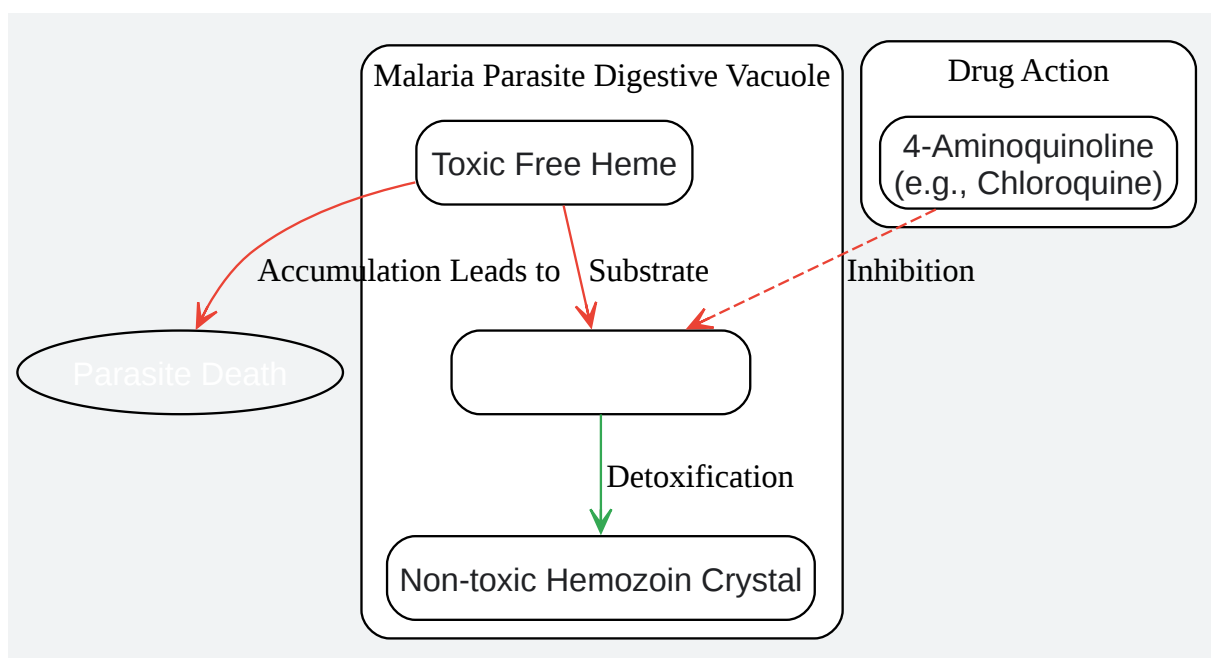 Malaria Parasite Digestive Vacuole
Drug Action
Toxic Free Heme
4-Aminoquinoline
(e.g., Chloroquine)
Accumulation Leads to
Substrate
Inhibition
Parasite Death
Detoxification
Non-toxic Hemozoin Crystal